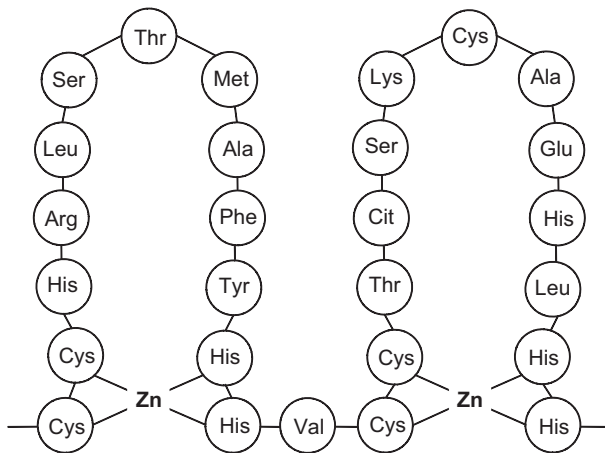 Thr Cys
Ser Met Lys Ala
Leu Ala Ser Glu
Arg Phe Cit His
His Tyr Thr Leu
Cys His Cys His
Zn Zn
Cys His Val Cys His